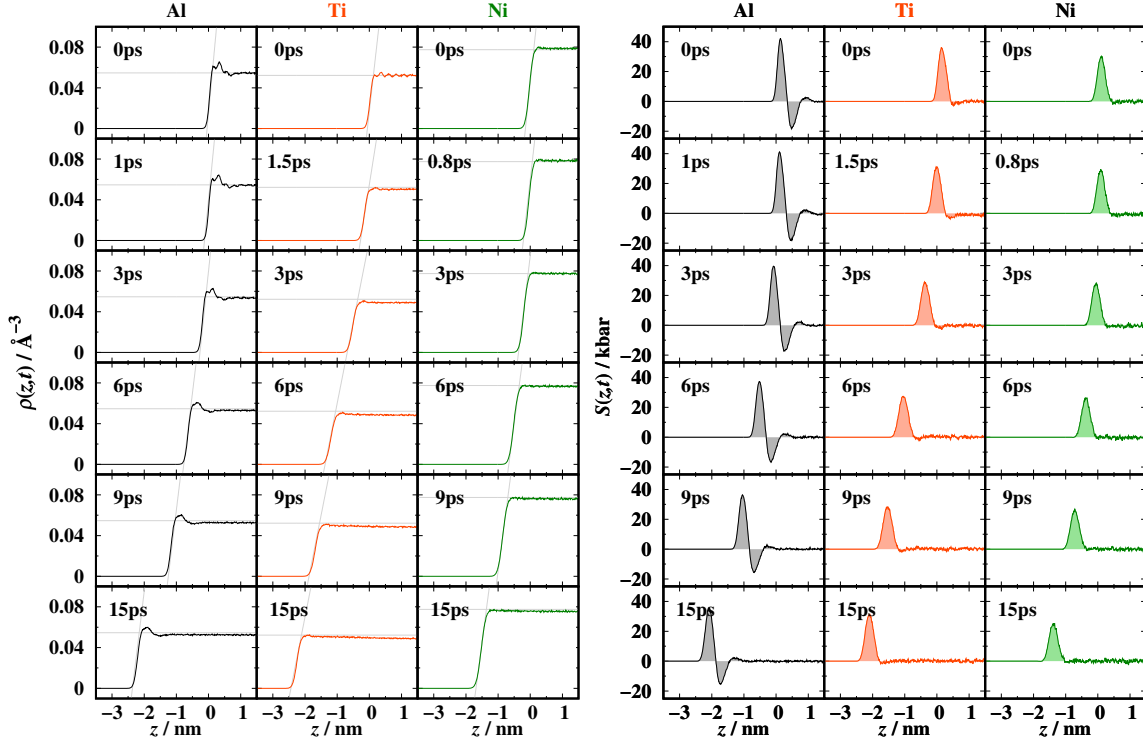 Al Ti Ni Al Ti Ni
0.08 0ps 0ps 0ps 40 0ps 0ps 0ps
20
0.04 0
0 −20
0.08 1ps 1.5ps 0.8ps 40 1ps 1.5ps 0.8ps
20
0.04 0
0 −20
0.08 3ps 3ps 3ps 40 3ps 3ps 3ps
20
0.04 0
0 −20
ρ(z,t) / Å⁻³
S(z,t) / kbar
0.08 6ps 6ps 6ps 40 6ps 6ps 6ps
20
0.04 0
0 −20
0.08 9ps 9ps 9ps 40 9ps 9ps 9ps
20
0.04 0
0 −20
0.08 15ps 15ps 15ps 40 15ps 15ps 15ps
20
0.04 0
0 −20
−3 −2 −1 0 1 −3 −2 −1 0 1 −3 −2 −1 0 1 −3 −2 −1 0 1 −3 −2 −1 0 1 −3 −2 −1 0 1
z / nm z / nm z / nm z / nm z / nm z / nm